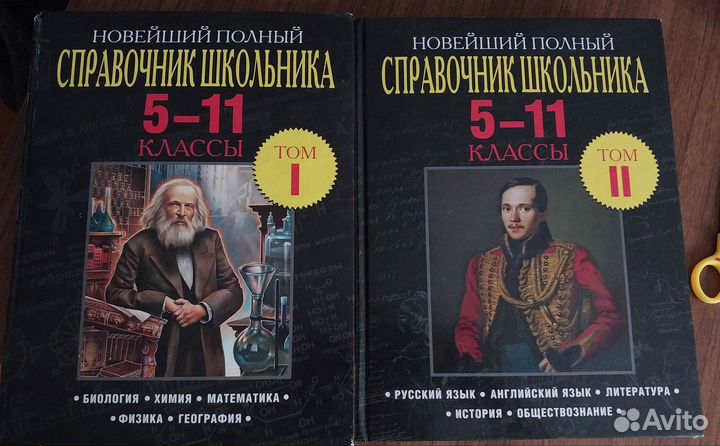 НОВЕЙШИЙ ПОЛНЫЙ
СПРАВОЧНИК ШКОЛЬНИКА
5–11
КЛАССЫ
ТОМ
I
• БИОЛОГИЯ • ХИМИЯ • МАТЕМАТИКА •
• ФИЗИКА • ГЕОГРАФИЯ •
НОВЕЙШИЙ ПОЛНЫЙ
СПРАВОЧНИК ШКОЛЬНИКА
5–11
КЛАССЫ
ТОМ
II
• РУССКИЙ ЯЗЫК • АНГЛИЙСКИЙ ЯЗЫК • ЛИТЕРАТУРА •
• ИСТОРИЯ • ОБЩЕСТВОЗНАНИЕ •
Avito